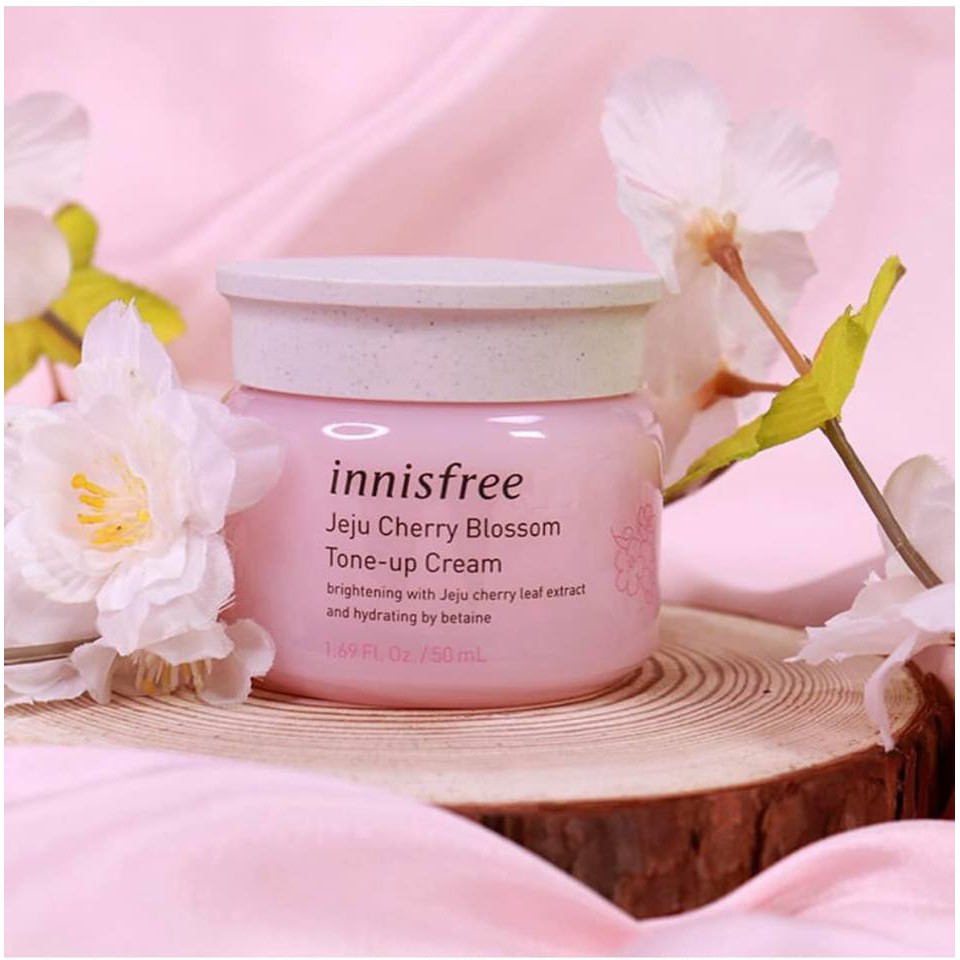 innisfree
Jeju Cherry Blossom
Tone-up Cream
brightening with Jeju cherry leaf extract
and hydrating by betaine
1.69 Fl. Oz. / 50 mL